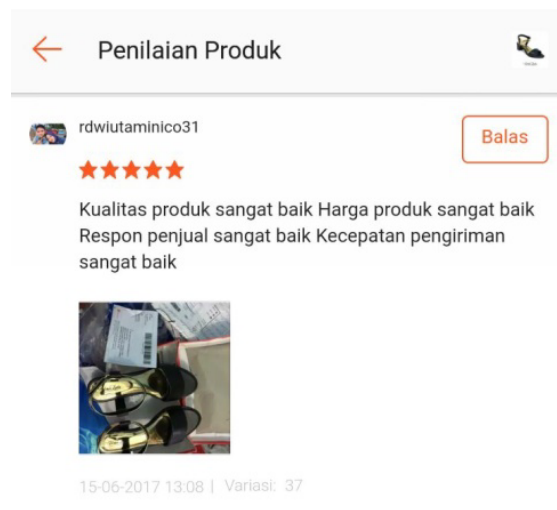 Penilaian Produk
rdwiutaminico31
Balas
Kualitas produk sangat baik Harga produk sangat baik
Respon penjual sangat baik Kecepatan pengiriman
sangat baik
15-06-2017 13:08 | Variasi: 37